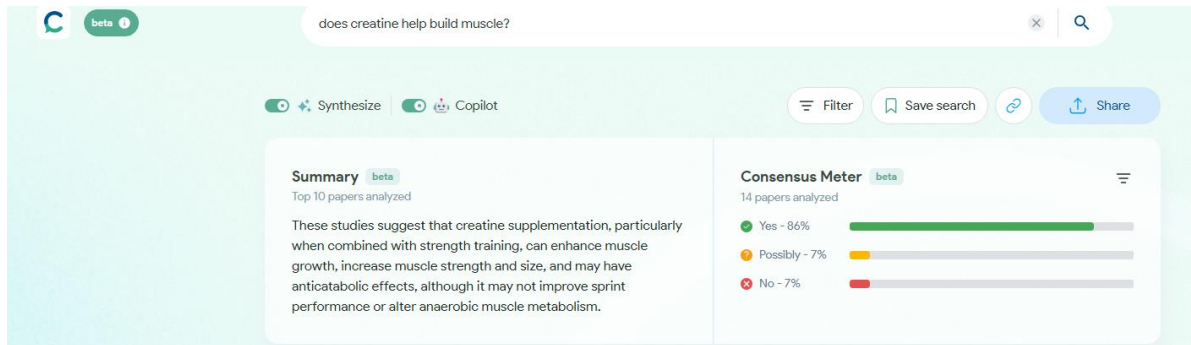 beta
does creatine help build muscle?
Synthesize Copilot Filter Save search Share
Summary beta
Top 10 papers analyzed
These studies suggest that creatine supplementation, particularly
when combined with strength training, can enhance muscle
growth, increase muscle strength and size, and may have
anticatabolic effects, although it may not improve sprint
performance or alter anaerobic muscle metabolism.
Consensus Meter beta
14 papers analyzed
Yes - 86%
Possibly - 7%
No - 7%